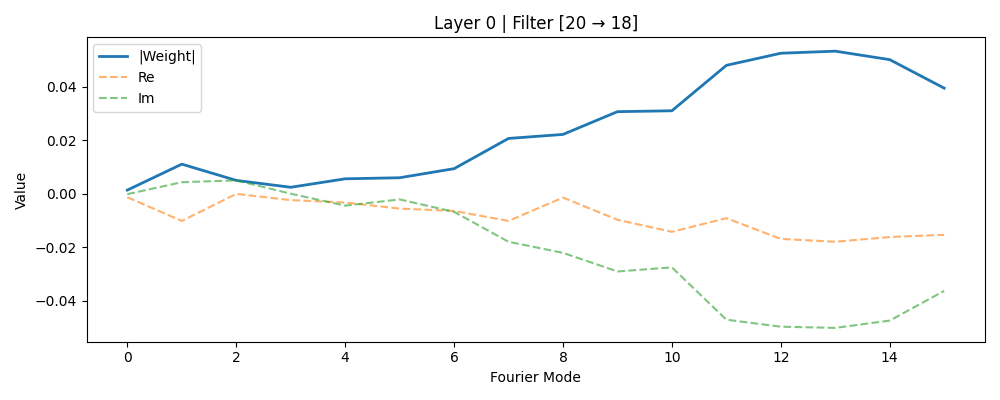 Layer 0 | Filter [20 → 18]
|Weight|
Re
Im
Value
0.04
0.02
0.00
−0.02
−0.04
0 2 4 6 8 10 12 14
Fourier Mode